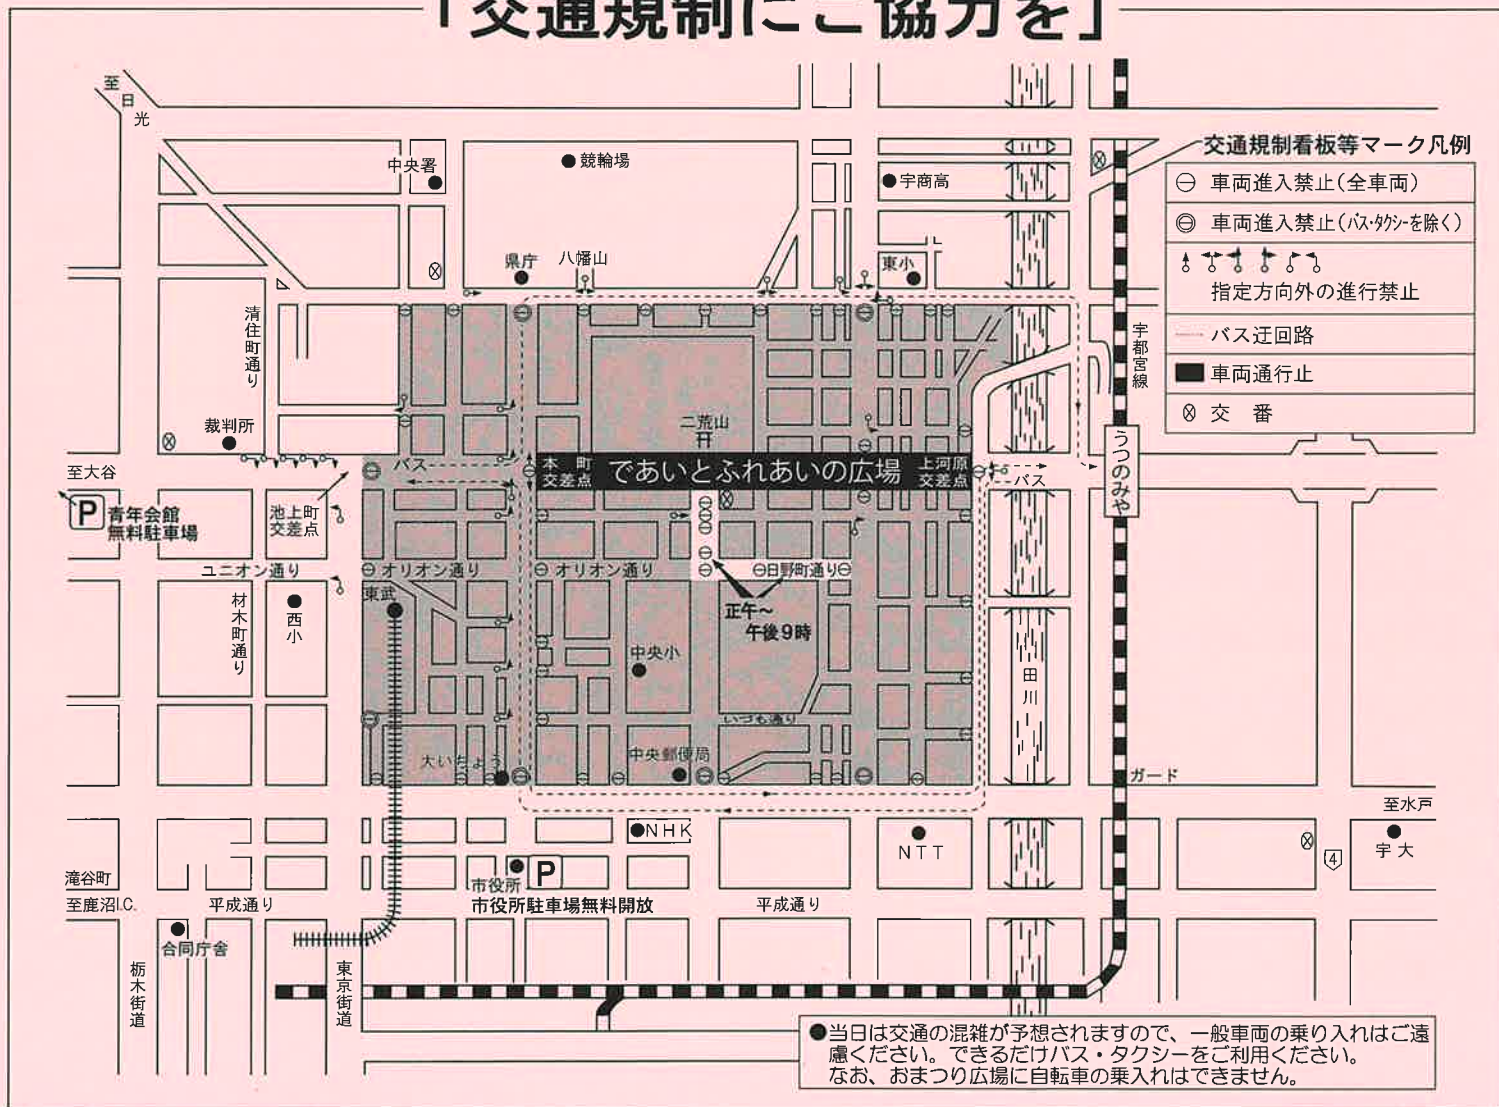 「交通規制にご協力を」
至日光
中央署
競輪場
宇商高
交通規制看板等マーク凡例
車両進入禁止(全車両)
車両進入禁止(バス・タクシーを除く)
指定方向外の進行禁止
バス迂回路
車両通行止
交 番
県庁
八幡山
東小
清住町通り
宇都宮線
裁判所
二荒山
至大谷
バス
本町交差点
であいとふれあいの広場
上河原交差点
バス
うつのみや
P
青年会館
無料駐車場
池上町
交差点
ユニオン通り
オリオン通り
オリオン通り
日野町通り
東武
材木町通り
西小
正午~
午後9時
中央小
田川
いづも通り
大いちょう
中央郵便局
ガード
至水戸
NHK
NTT
4
宇大
滝谷町
市役所
P
至鹿沼I.C.
平成通り
市役所駐車場無料開放
平成通り
合同庁舎
栃木街道
東京街道
●当日は交通の混雑が予想されますので、一般車両の乗り入れはご遠
慮ください。できるだけバス・タクシーをご利用ください。
なお、おまつり広場に自転車の乗入れはできません。